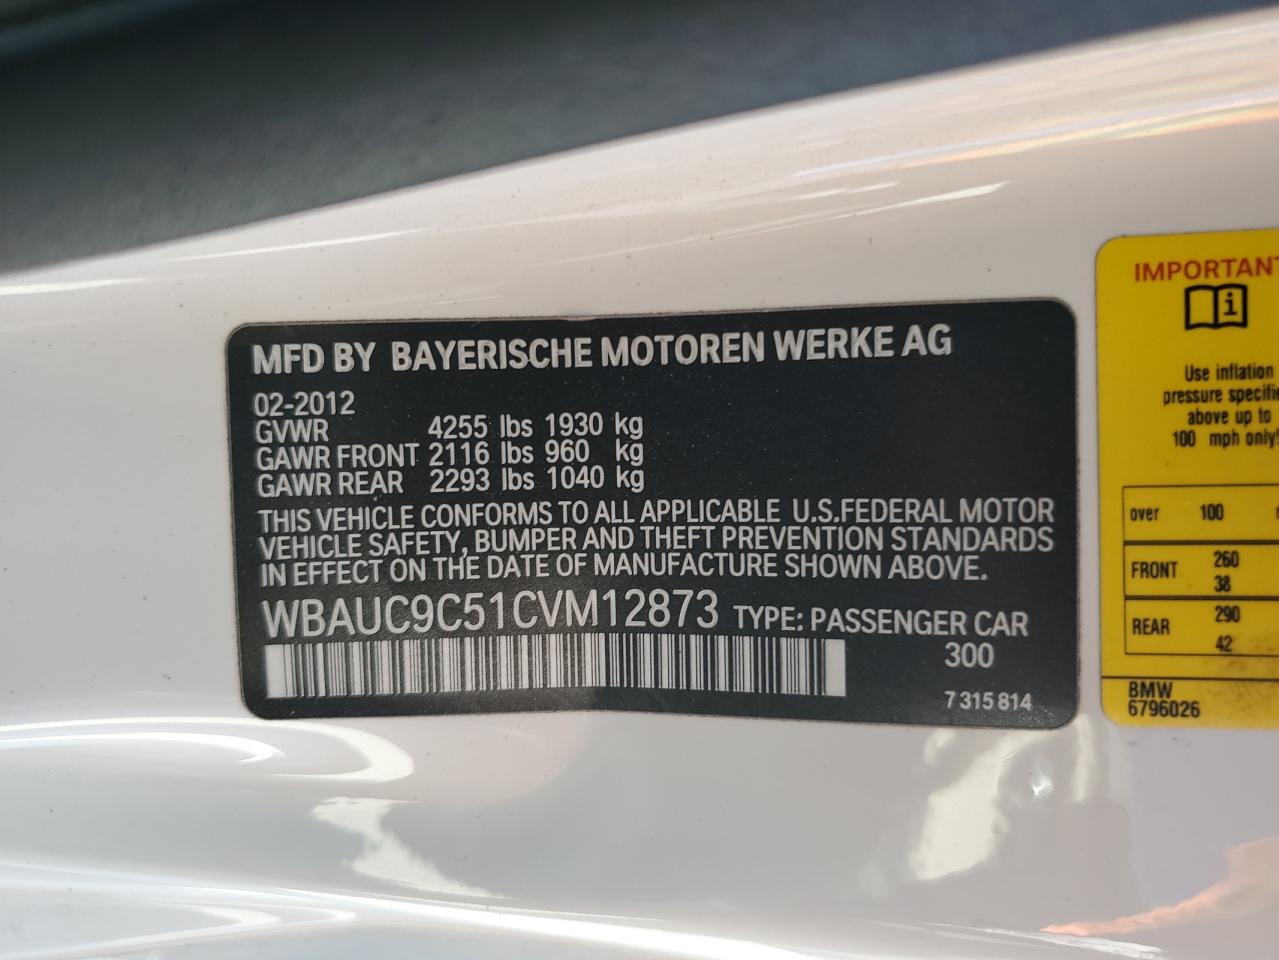 MFD BY BAYERISCHE MOTOREN WERKE AG
02-2012
GVWR 4255 lbs 1930 kg
GAWR FRONT 2116 lbs 960 kg
GAWR REAR 2293 lbs 1040 kg
THIS VEHICLE CONFORMS TO ALL APPLICABLE U.S.FEDERAL MOTOR
VEHICLE SAFETY, BUMPER AND THEFT PREVENTION STANDARDS
IN EFFECT ON THE DATE OF MANUFACTURE SHOWN ABOVE.
WBAUC9C51CVM12873 TYPE: PASSENGER CAR
300
7 315 814
IMPORTANT
i
Use inflation
pressure
above up to
100 mph only!
over 100
FRONT 260
38
REAR 290
42
BMW
6796026